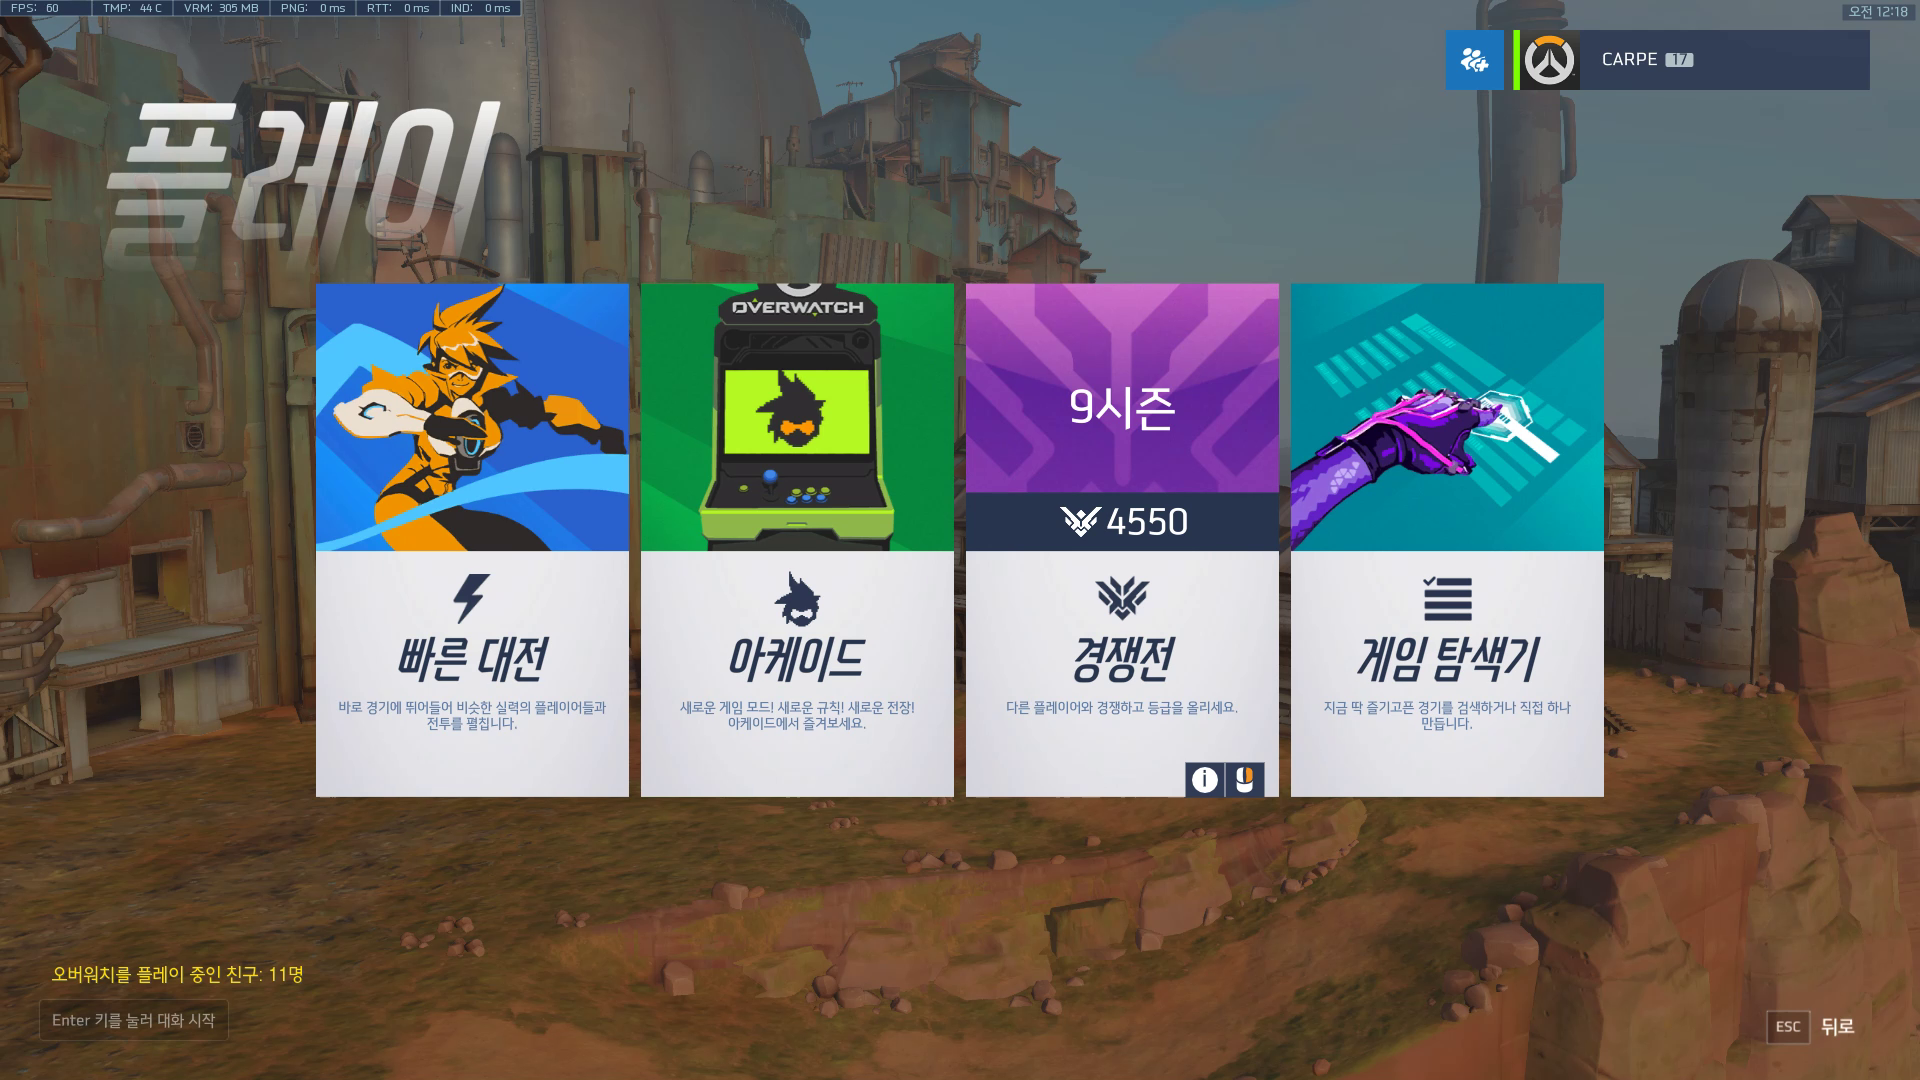 FPS: 60 TMP: 44 C VRM: 305 MB PNG: 0 ms RTT: 0 ms IND: 0 ms
오전 12:18
CARPE 17
플레이
OVERWATCH
9시즌
4550
빠른 대전
바로 경기에 뛰어들어 비슷한 실력의 플레이어들과
전투를 펼칩니다.
아케이드
새로운 게임 모드! 새로운 규칙! 새로운 전장!
아케이드에서 즐겨보세요.
경쟁전
다른 플레이어와 경쟁하고 등급을 올리세요.
게임 탐색기
지금 딱 즐기고픈 경기를 검색하거나 직접 하나
만듭니다.
오버워치를 플레이 중인 친구: 11명
Enter 키를 눌러 대화 시작
ESC 뒤로